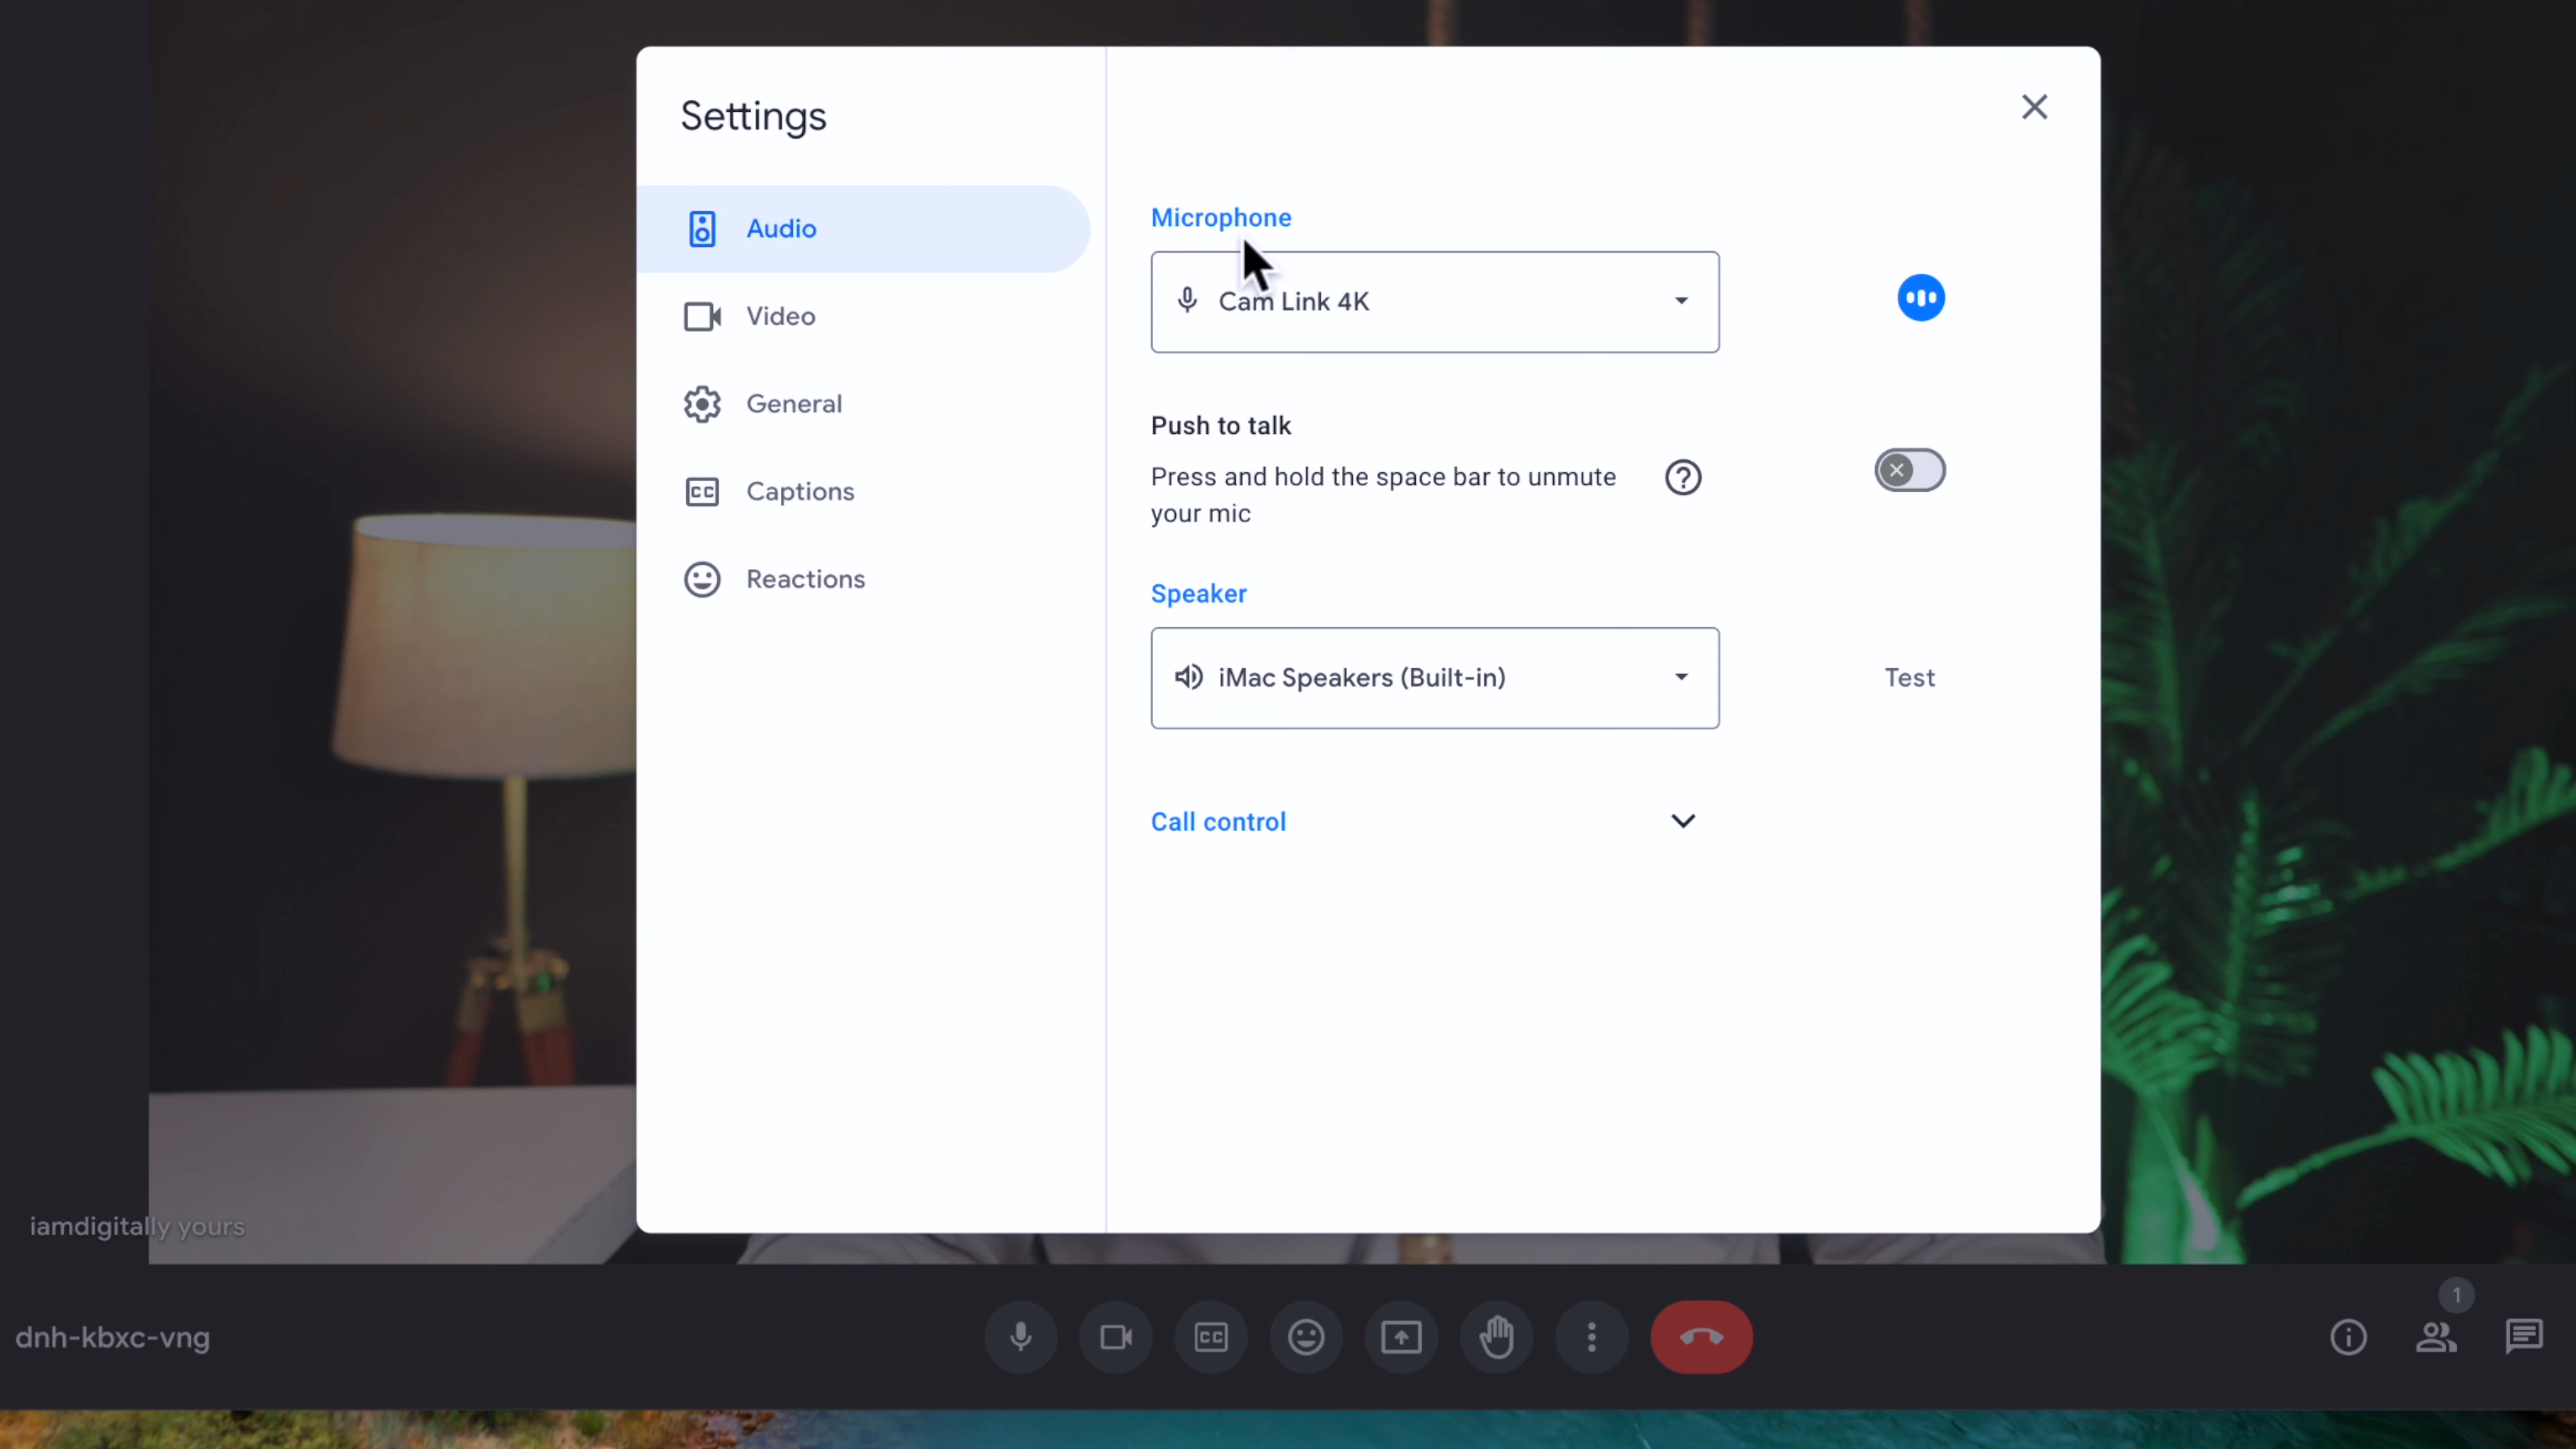 Settings
Audio
Video
General
Captions
Reactions
Microphone
Cam Link 4K
Push to talk
Press and hold the space bar to unmute
your mic
Speaker
iMac Speakers (Built-in)
Test
Call control
iamdigitally yours
dnh-kbxc-vng
CC
1